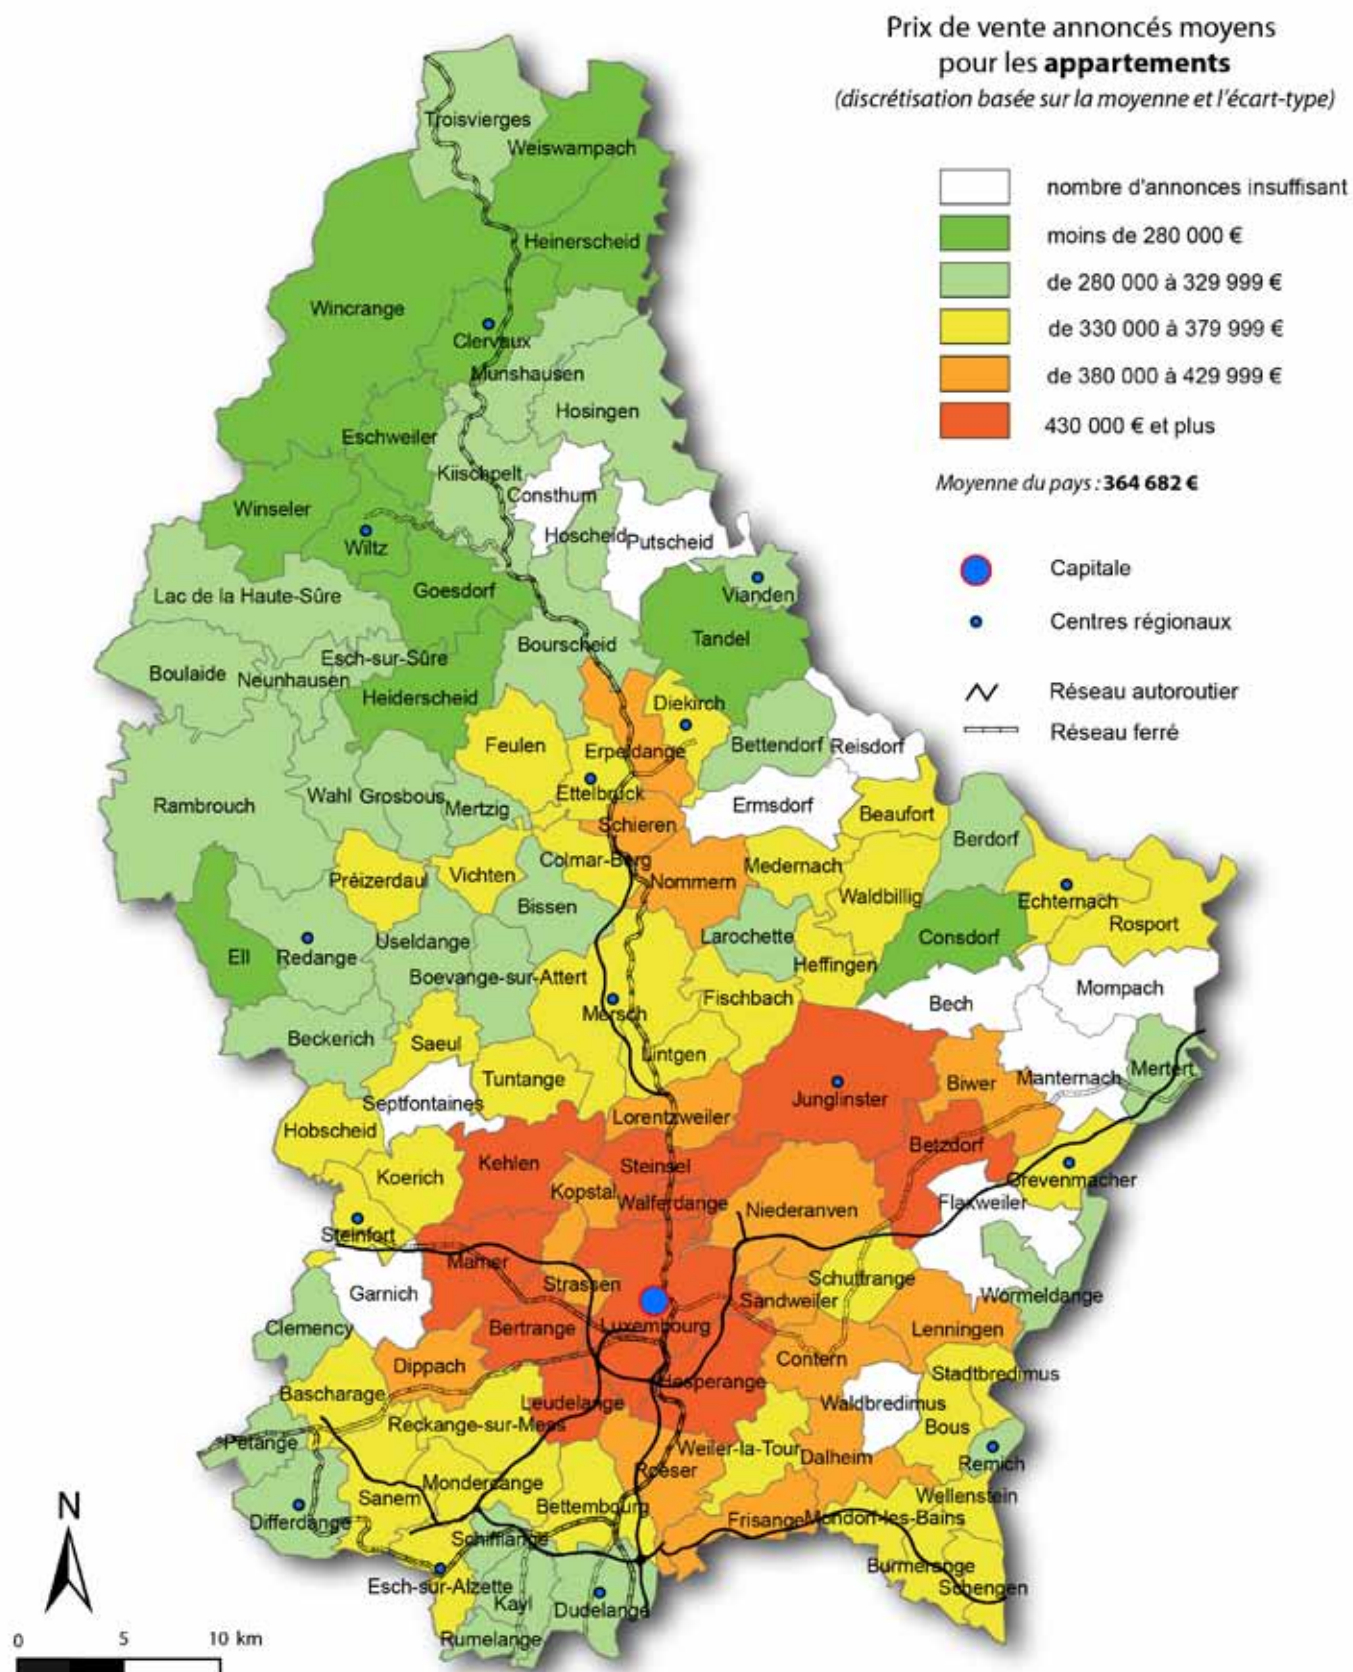 Prix de vente annoncés moyens
pour les appartements
(discrétisation basée sur la moyenne et l'écart-type)
nombre d'annonces insuffisant
moins de 280 000 €
de 280 000 à 329 999 €
de 330 000 à 379 999 €
de 380 000 à 429 999 €
430 000 € et plus
Moyenne du pays : 364 682 €
Capitale
Centres régionaux
Réseau autoroutier
Réseau ferré
Troisvierges
Weiswampach
Heinerscheid
Wincrange
Clervaux
Munshausen
Hosingen
Eschweiler
Kiischpelt
Consthum
Winseler
Hoscheid
Putscheid
Wiltz
Goesdorf
Vianden
Lac de la Haute-Sûre
Tandel
Bourscheid
Esch-sur-Sûre
Boulaide
Neunhausen
Heiderscheid
Diekirch
Feulen
Erpeldange
Bettendorf
Reisdorf
Rambrouch
Wahl
Grosbous
Mertzig
Ettelbruck
Ermsdorf
Beaufort
Schieren
Berdorf
Colmar-Berg
Préizerdaul
Vichten
Nommern
Medernach
Waldbillig
Echternach
Bissen
Rosport
Useldange
Larochette
Consdorf
Ell
Redange
Heffingen
Boevange-sur-Attert
Mompach
Fischbach
Bech
Mersch
Beckerich
Saeul
Lintgen
Mertert
Tuntange
Manternach
Biwer
Septfontaines
Junglinster
Lorentzweiler
Hobscheid
Betzdorf
Kehlen
Steinsel
Koerich
Grevenmacher
Kopstal
Walferdange
Flaxweiler
Niederanven
Steinfort
Mamer
Schuttrange
Strassen
Garnich
Sandweiler
Wormeldange
Clemency
Bertrange
Luxembourg
Lenningen
Contern
Dippach
Stadtbredimus
Hesperange
Bascharage
Leudelange
Waldbredimus
Reckange-sur-Mess
Bous
Pétange
Weiler-la-Tour
Dalheim
Remich
Roeser
Mondercange
Sanem
Wellenstein
Bettembourg
Differdange
Frisange
Mondorf-les-Bains
Schifflange
Burmerange
Esch-sur-Alzette
Schengen
Kayl
Dudelange
Rumelange
N
0 5 10 km